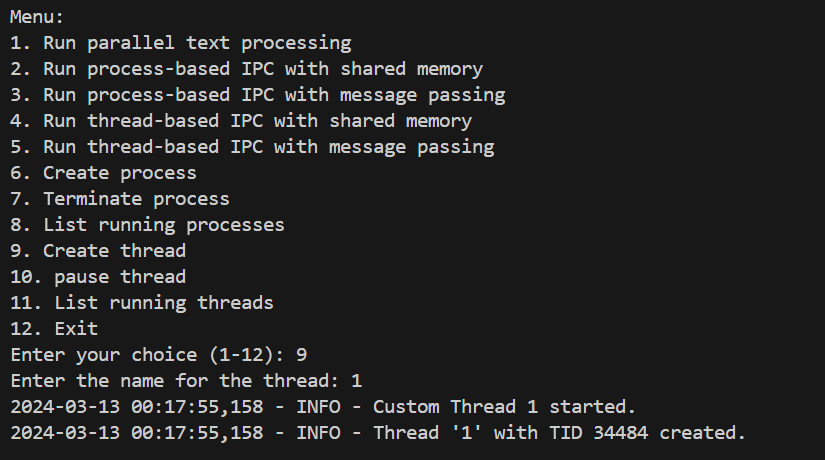 Menu:
1. Run parallel text processing
2. Run process-based IPC with shared memory
3. Run process-based IPC with message passing
4. Run thread-based IPC with shared memory
5. Run thread-based IPC with message passing
6. Create process
7. Terminate process
8. List running processes
9. Create thread
10. pause thread
11. List running threads
12. Exit
Enter your choice (1-12): 9
Enter the name for the thread: 1
2024-03-13 00:17:55,158 - INFO - Custom Thread 1 started.
2024-03-13 00:17:55,158 - INFO - Thread '1' with TID 34484 created.